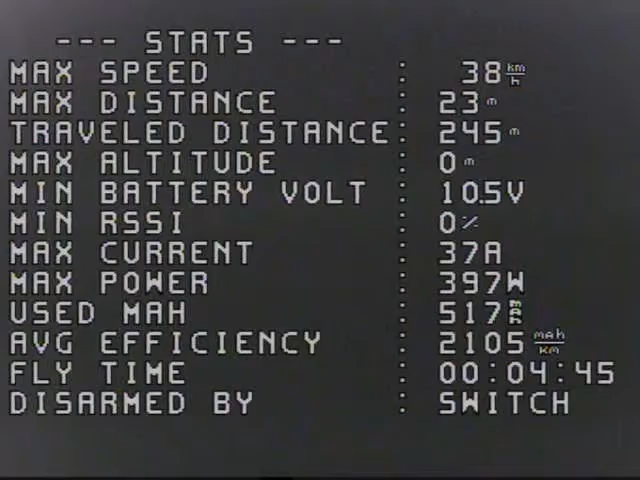 --- STATS ---
MAX SPEED : 38 km/h
MAX DISTANCE : 23 m
TRAVELED DISTANCE: 245 m
MAX ALTITUDE : 0 m
MIN BATTERY VOLT : 10.5V
MIN RSSI : 0%
MAX CURRENT : 37A
MAX POWER : 397W
USED MAH : 517 mAh
AVG EFFICIENCY : 2105 mAh/km
FLY TIME : 00:04:45
DISARMED BY : SWITCH